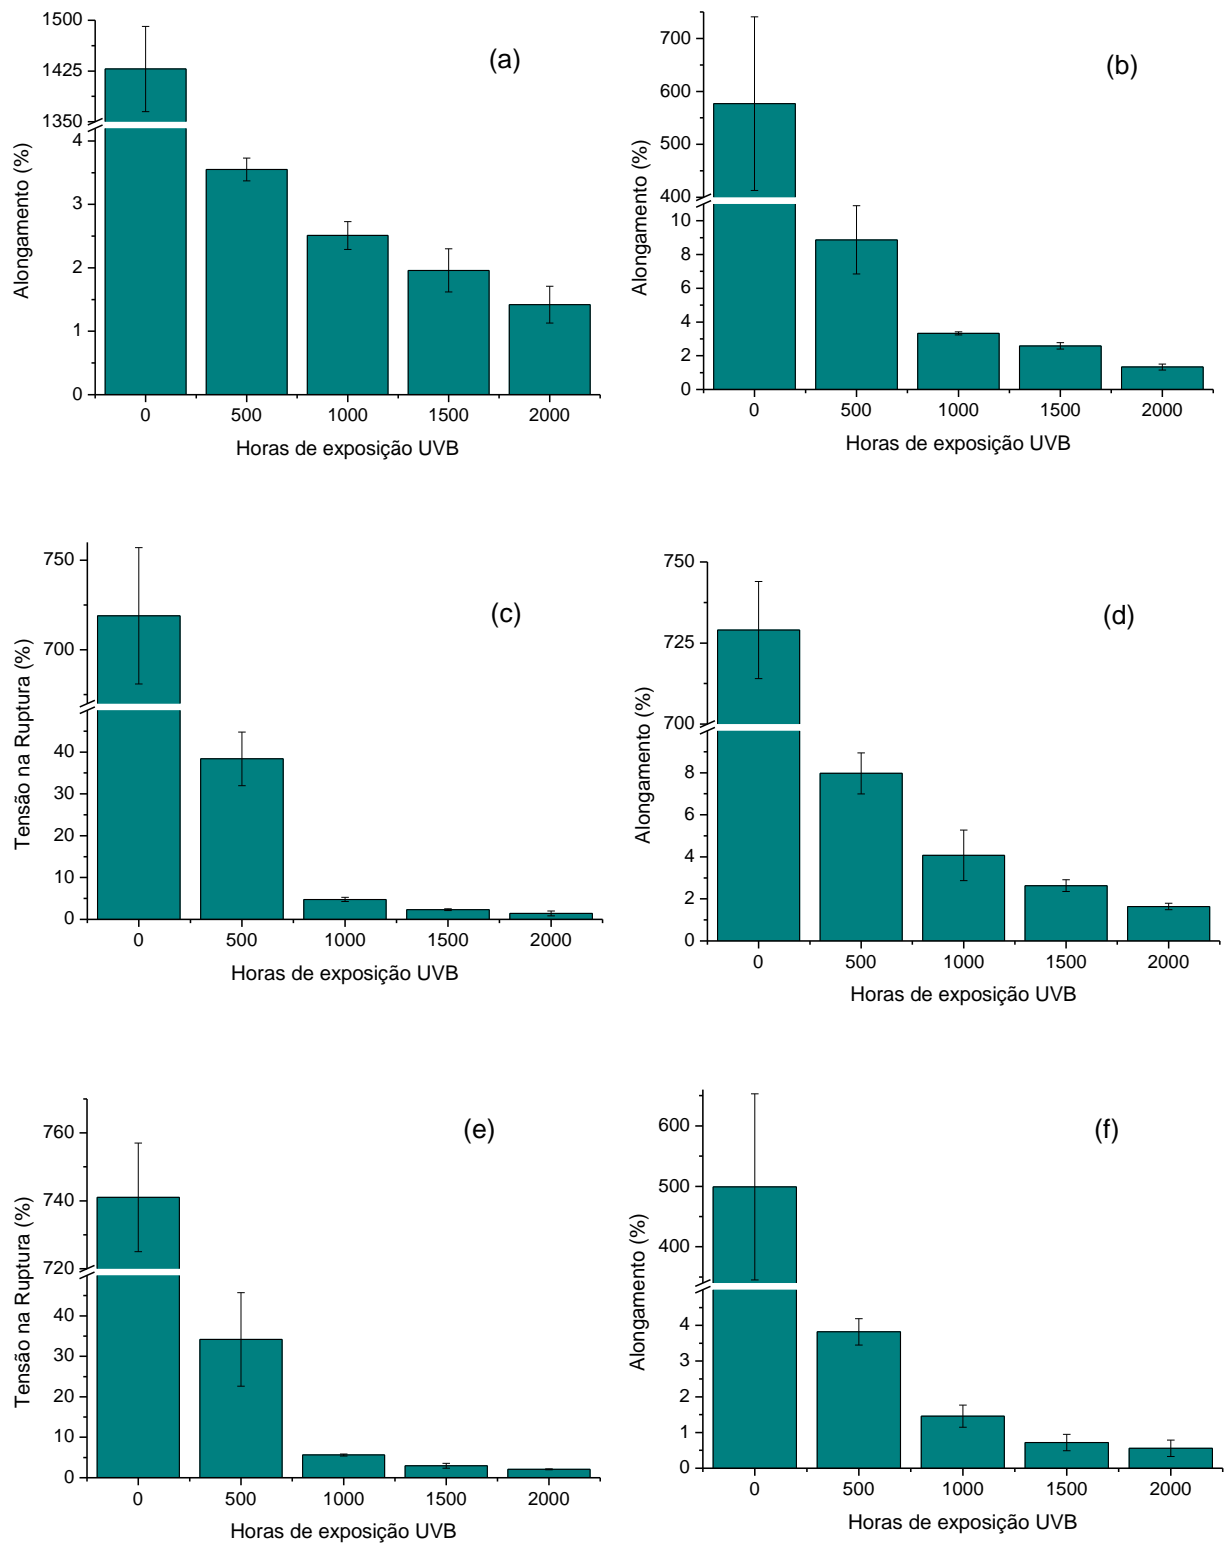 (a)
Alongamento (%)
1500
1425
1350
4
3
2
1
0
0 500 1000 1500 2000
Horas de exposição UVB
(b)
Alongamento (%)
700
600
500
400
10
8
6
4
2
0
0 500 1000 1500 2000
Horas de exposição UVB
(c)
Tensão na Ruptura (%)
750
700
40
30
20
10
0
0 500 1000 1500 2000
Horas de exposição UVB
(d)
Alongamento (%)
750
725
700
8
6
4
2
0
0 500 1000 1500 2000
Horas de exposição UVB
(e)
Tensão na Ruptura (%)
760
740
720
40
30
20
10
0
0 500 1000 1500 2000
Horas de exposição UVB
(f)
Alongamento (%)
600
500
400
4
3
2
1
0
0 500 1000 1500 2000
Horas de exposição UVB